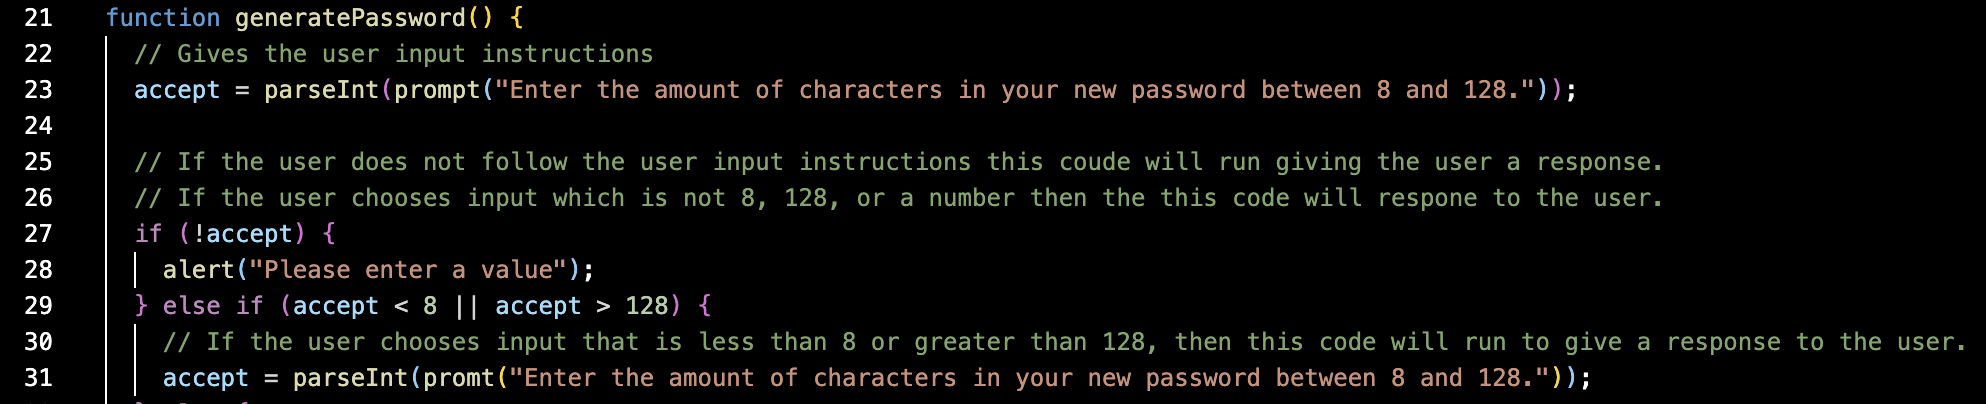 21 function generatePassword() {
22 // Gives the user input instructions
23 accept = parseInt(prompt("Enter the amount of characters in your new password between 8 and 128."));
24
25 // If the user does not follow the user input instructions this coude will run giving the user a response.
26 // If the user chooses input which is not 8, 128, or a number then the this code will respone to the user.
27 if (!accept) {
28 alert("Please enter a value");
29 } else if (accept < 8 || accept > 128) {
30 // If the user chooses input that is less than 8 or greater than 128, then this code will run to give a response to the user.
31 accept = parseInt(promt("Enter the amount of characters in your new password between 8 and 128."));